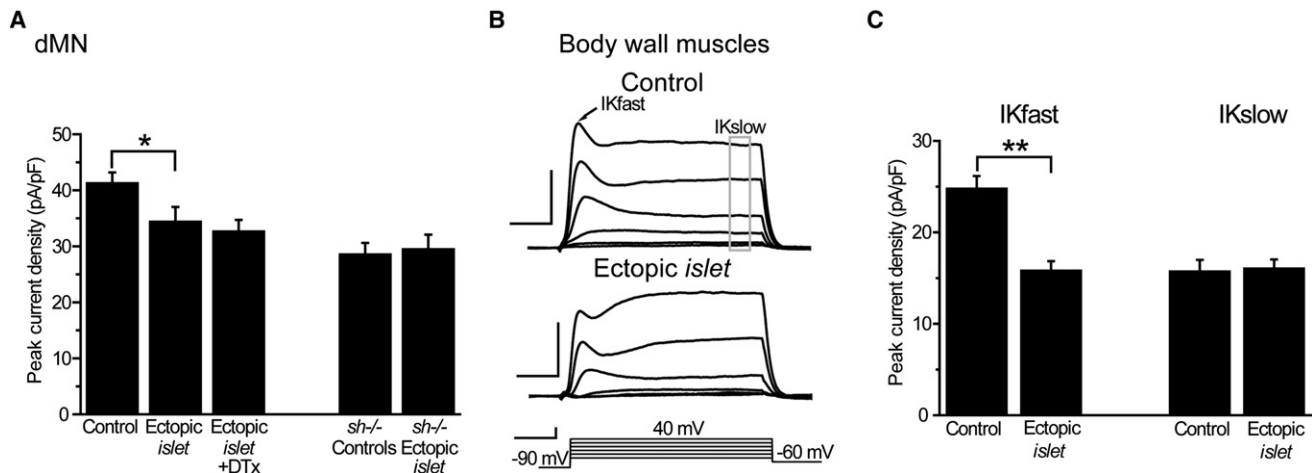 A
dMN
Peak current density (pA/pF)
50
40
30
20
10
0
*
Control
Ectopic
islet
Ectopic
islet
+DTx
sh-/-
Controls
sh-/-
Ectopic
islet
B
Body wall muscles
Control
IKfast
IKslow
Ectopic islet
40 mV
-90 mV
-60 mV
C
IKfast
IKslow
Peak current density (pA/pF)
30
20
10
0
**
Control
Ectopic
islet
Control
Ectopic
islet